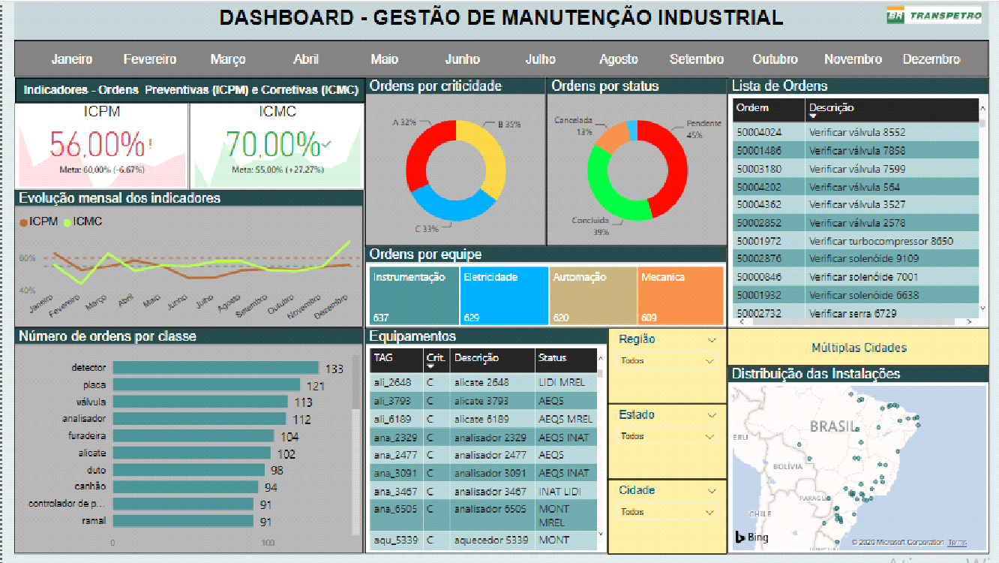 DASHBOARD - GESTÃO DE MANUTENÇÃO INDUSTRIAL
BR TRANSPETRO
Janeiro Fevereiro Março Abril Maio Junho Julho Agosto Setembro Outubro Novembro Dezembro
Indicadores - Ordens Preventivas (ICPM) e Corretivas (ICMC)
ICPM
56,00%!
Meta: 60,00% (-6.67%)
ICMC
70,00%
Meta: 55,00% (+27.27%)
Evolução mensal dos indicadores
ICPM ICMC
60%
40%
Janeiro Fevereiro Março Abril Maio Junho Julho Agosto Setembro Outubro Novembro Dezembro
Número de ordens por classe
detector 133
placa 121
válvula 113
analisador 112
furadeira 104
alicate 102
duto 98
canhão 94
controlador de p... 91
ramal 91
0 100
Ordens por criticidade
A 32%
B 35%
C 33%
Ordens por status
Cancelada
13%
Pendente
45%
Concluída
39%
Ordens por equipe
Instrumentação
637
Eletricidade
629
Automação
620
Mecanica
609
Equipamentos
TAG Crit. Descrição Status
ali_2648 C alicate 2648 LIDI MREL
ali_3793 C alicate 3793 AEQS
ali_6189 C alicate 6189 AEQS MREL
ana_2329 C analisador 2329 AEQS INAT
ana_2477 C analisador 2477 AEQS
ana_3091 C analisador 3091 AEQS INAT
ana_3467 C analisador 3467 INAT LIDI
ana_6505 C analisador 6505 MONT
MREL
aqu_5339 C aquecedor 5339 MONT
Região
Todos
Estado
Todos
Cidade
Todos
Lista de Ordens
Ordem Descrição
50004024 Verificar válvula 8552
50001486 Verificar válvula 7858
50003180 Verificar válvula 7599
50004202 Verificar válvula 564
50004362 Verificar válvula 3527
50002852 Verificar válvula 2578
50001972 Verificar turbocompressor 8650
50002876 Verificar solenóide 9109
50000846 Verificar solenóide 7001
50001932 Verificar solenóide 6638
50002732 Verificar serra 6729
Múltiplas Cidades
Distribuição das Instalações
BRASIL
ERU
BOLÍVIA
PARAGU
CHILE
Bing
© 2020 Microsoft Corporation Terms